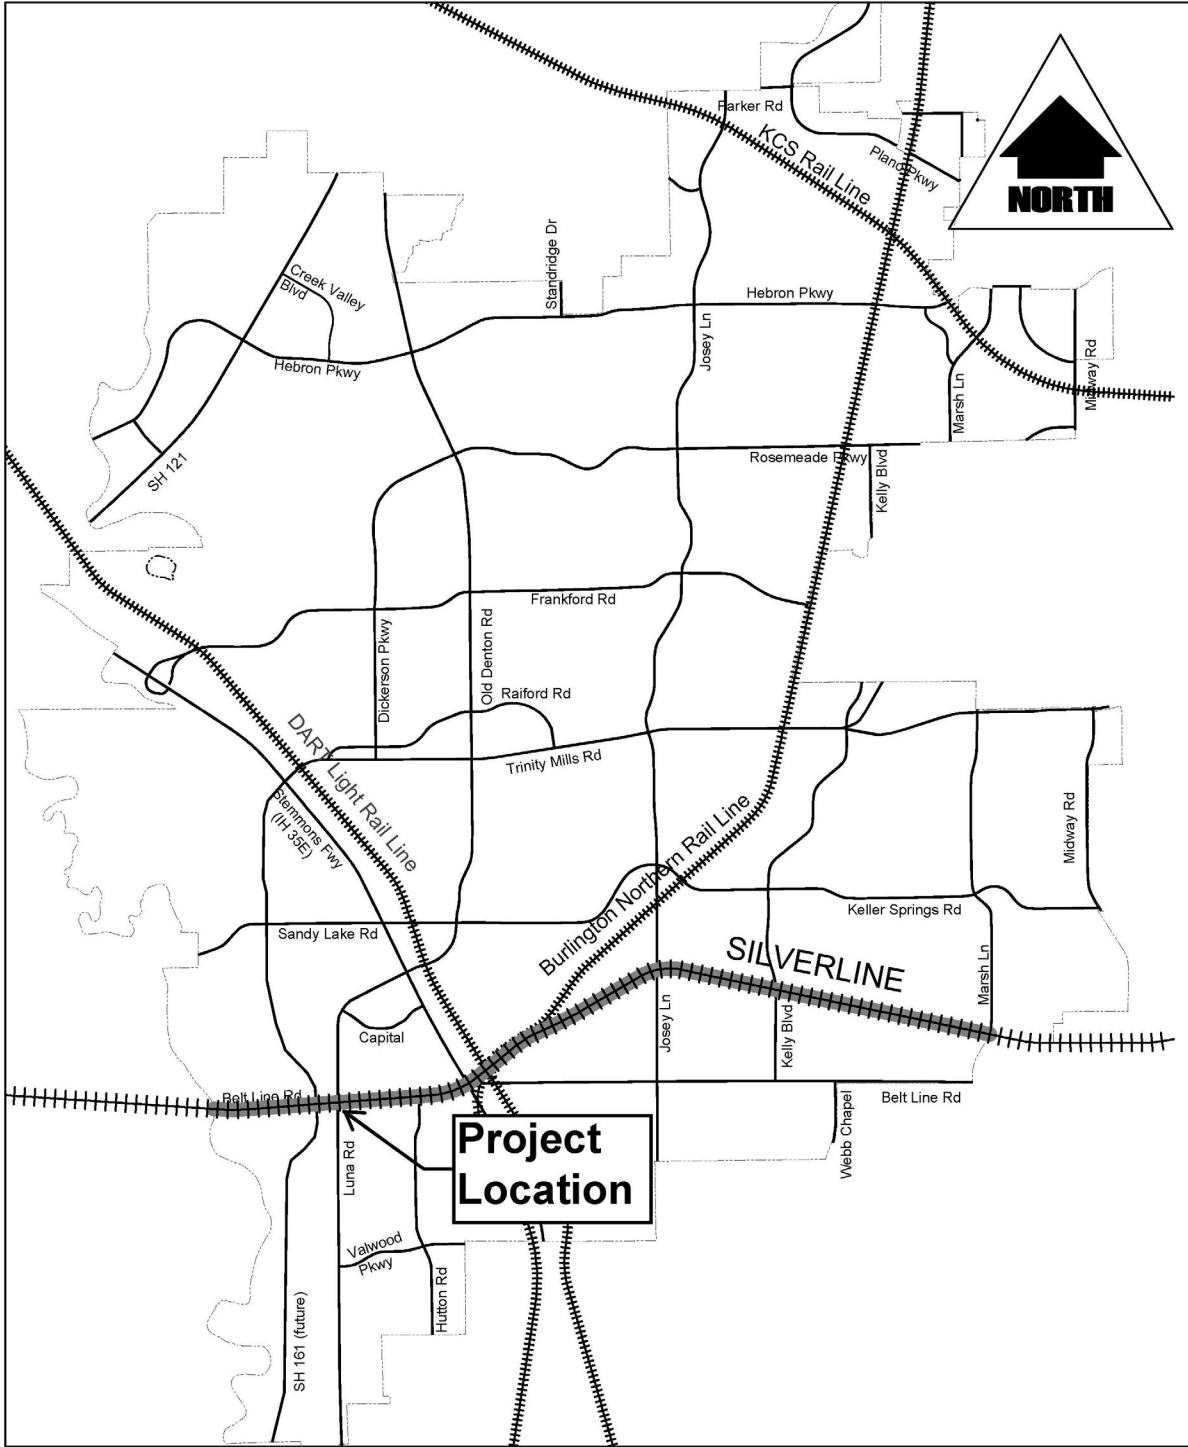 Parker Rd
KCS Rail Line
Plano Pkwy
NORTH
Standridge Dr
Creek Valley
Blvd
Hebron Pkwy
Josey Ln
Hebron Pkwy
Marsh Ln
Midway Rd
SH 121
Rosemeade Pkwy
Kelly Blvd
Frankford Rd
Dickerson Pkwy
Old Denton Rd
Raiford Rd
DART Light Rail Line
Trinity Mills Rd
Stemmons Fwy
(IH 35E)
Burlington Northern Rail Line
Midway Rd
Keller Springs Rd
Sandy Lake Rd
SILVERLINE
Marsh Ln
Josey Ln
Kelly Blvd
Capital
Belt Line Rd
Belt Line Rd
Webb Chapel
Project
Location
Luna Rd
Valwood
Pkwy
Hutton Rd
SH 161 (future)